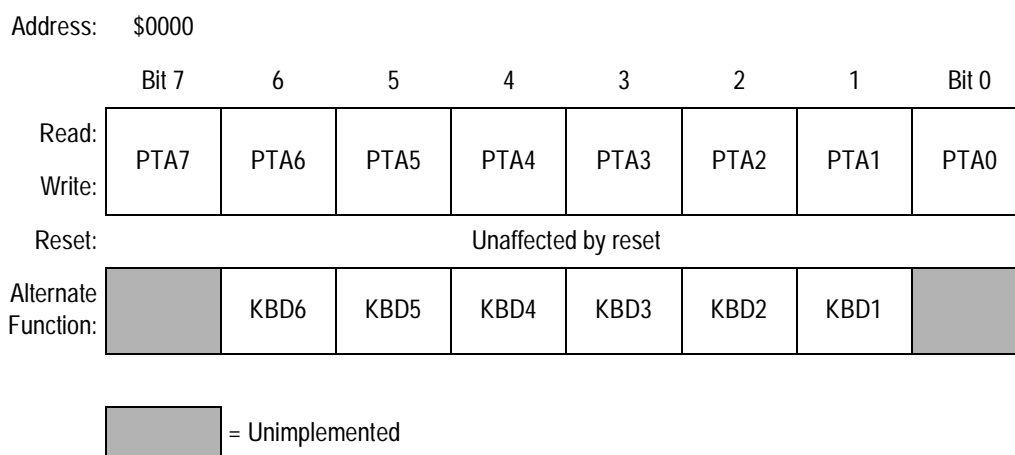 Address: $0000
Bit 7 6 5 4 3 2 1 Bit 0
Read:
PTA7 PTA6 PTA5 PTA4 PTA3 PTA2 PTA1 PTA0
Write:
Reset: Unaffected by reset
Alternate
KBD6 KBD5 KBD4 KBD3 KBD2 KBD1
Function:
= Unimplemented